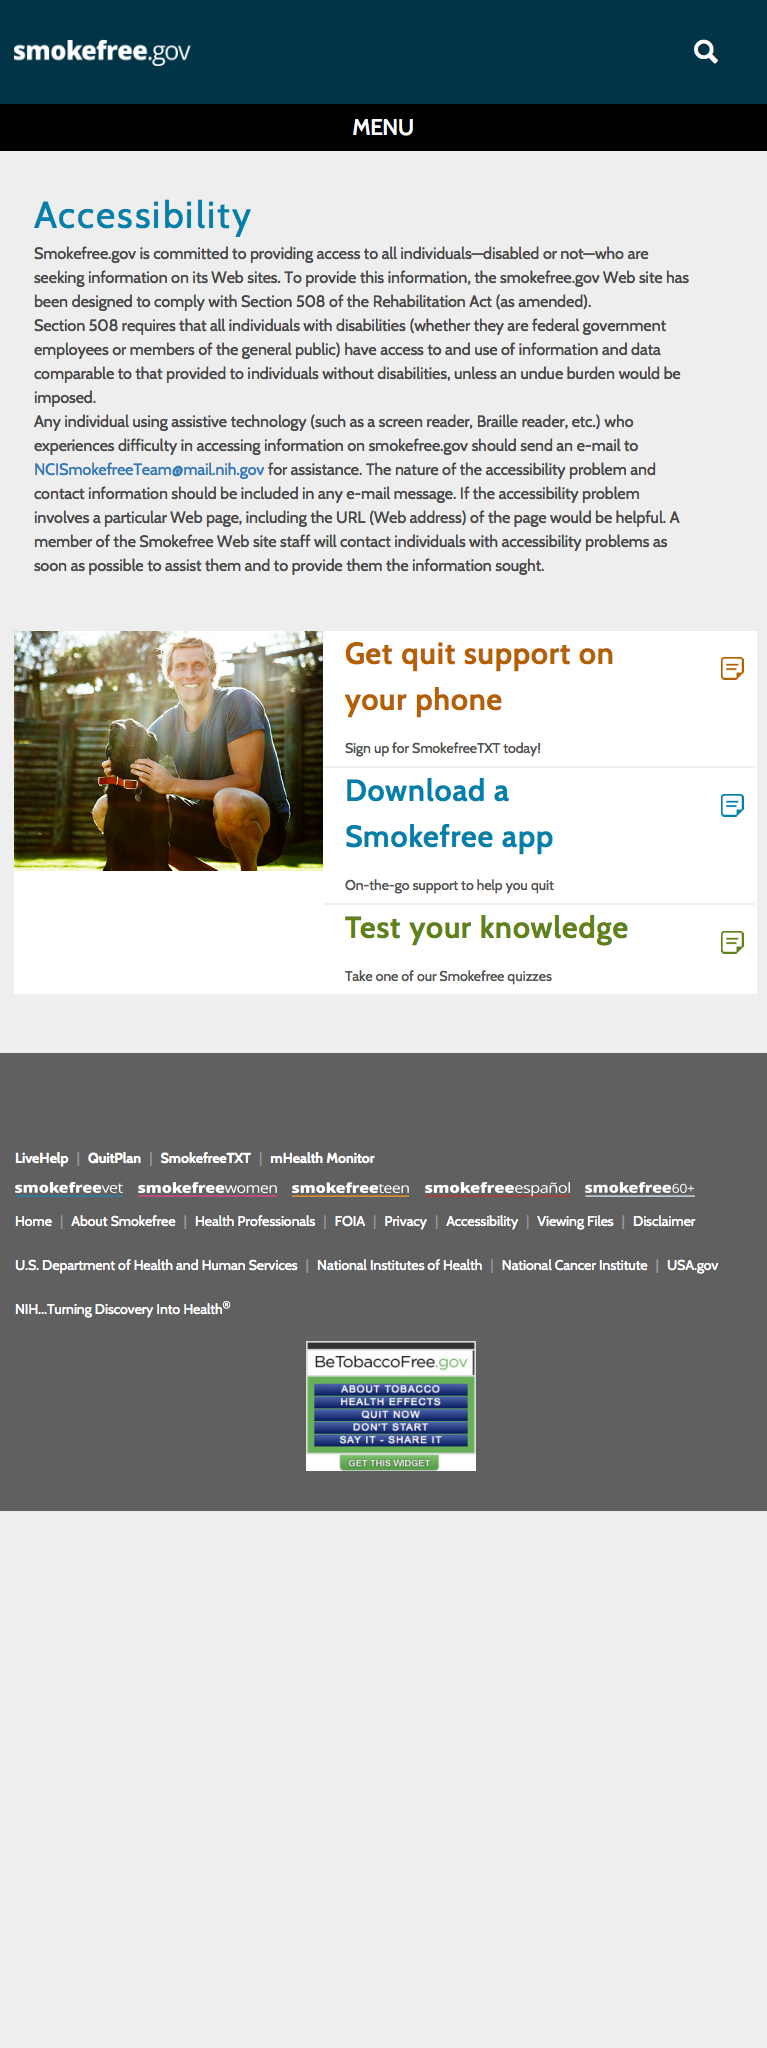 smokefree.gov
MENU
Accessibility
Smokefree.gov is committed to providing access to all individuals—disabled or not—who are
seeking information on its Web sites. To provide this information, the smokefree.gov Web site has
been designed to comply with Section 508 of the Rehabilitation Act (as amended).
Section 508 requires that all individuals with disabilities (whether they are federal government
employees or members of the general public) have access to and use of information and data
comparable to that provided to individuals without disabilities, unless an undue burden would be
imposed.
Any individual using assistive technology (such as a screen reader, Braille reader, etc.) who
experiences difficulty in accessing information on smokefree.gov should send an e-mail to
NCISmokefreeTeam@mail.nih.gov for assistance. The nature of the accessibility problem and
contact information should be included in any e-mail message. If the accessibility problem
involves a particular Web page, including the URL (Web address) of the page would be helpful. A
member of the Smokefree Web site staff will contact individuals with accessibility problems as
soon as possible to assist them and to provide them the information sought.
Get quit support on
your phone
Sign up for SmokefreeTXT today!
Download a
Smokefree app
On-the-go support to help you quit
Test your knowledge
Take one of our Smokefree quizzes
LiveHelp | QuitPlan | SmokefreeTXT | mHealth Monitor
smokefreevet smokefreewomen smokefreeteen smokefreeespañol smokefree60+
Home | About Smokefree | Health Professionals | FOIA | Privacy | Accessibility | Viewing Files | Disclaimer
U.S. Department of Health and Human Services | National Institutes of Health | National Cancer Institute | USA.gov
NIH...Turning Discovery Into Health®
BeTobaccoFree.gov
ABOUT TOBACCO
HEALTH EFFECTS
QUIT NOW
DON'T START
SAY IT - SHARE IT
GET THIS WIDGET